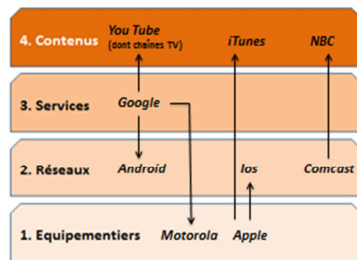 You Tube
4. Contenus (dont chaînes TV) iTunes NBC
3. Services Google
2. Réseaux Android Ios Comcast
1. Equipementiers Motorola Apple